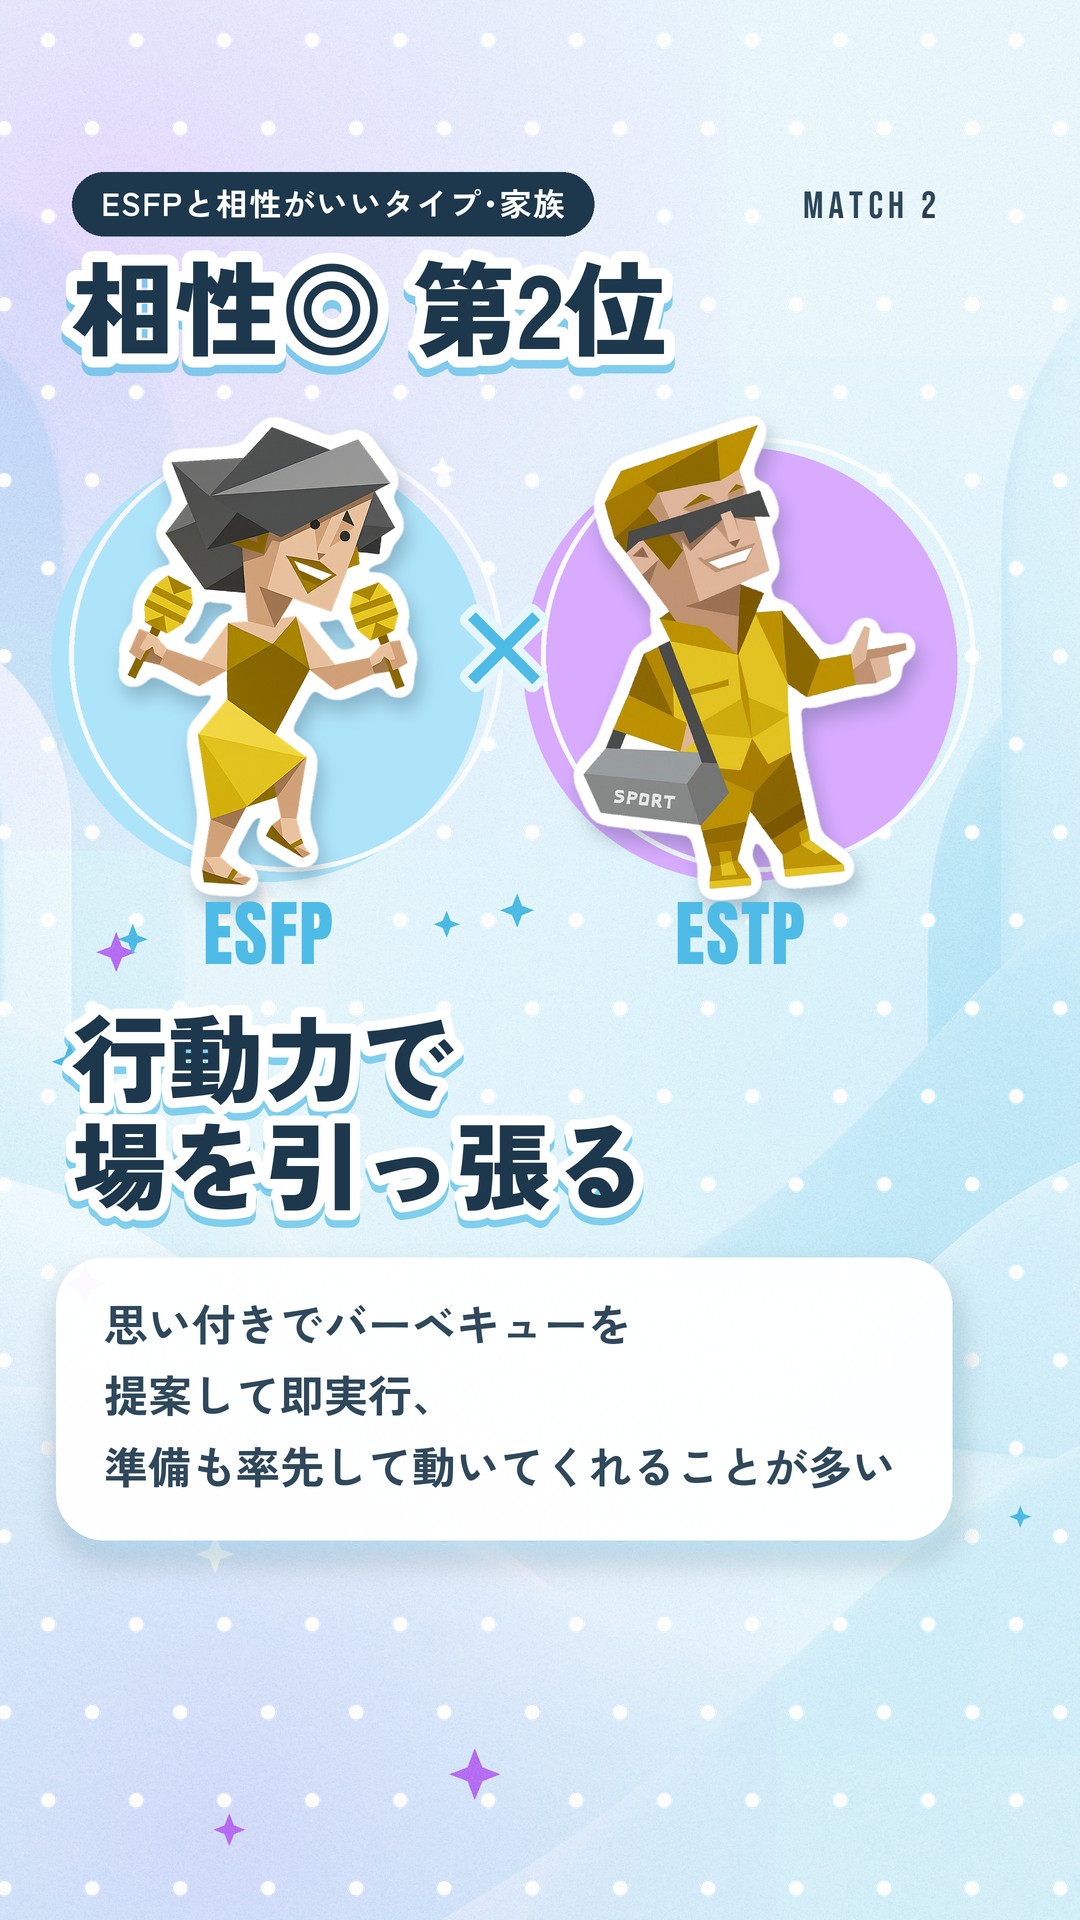 ESFPと相性がいいタイプ・家族
MATCH 2
相性◎ 第2位
SPORT
ESFP
ESTP
行動力で
場を引っ張る
思い付きでバーベキューを
提案して即実行、
準備も率先して動いてくれることが多い